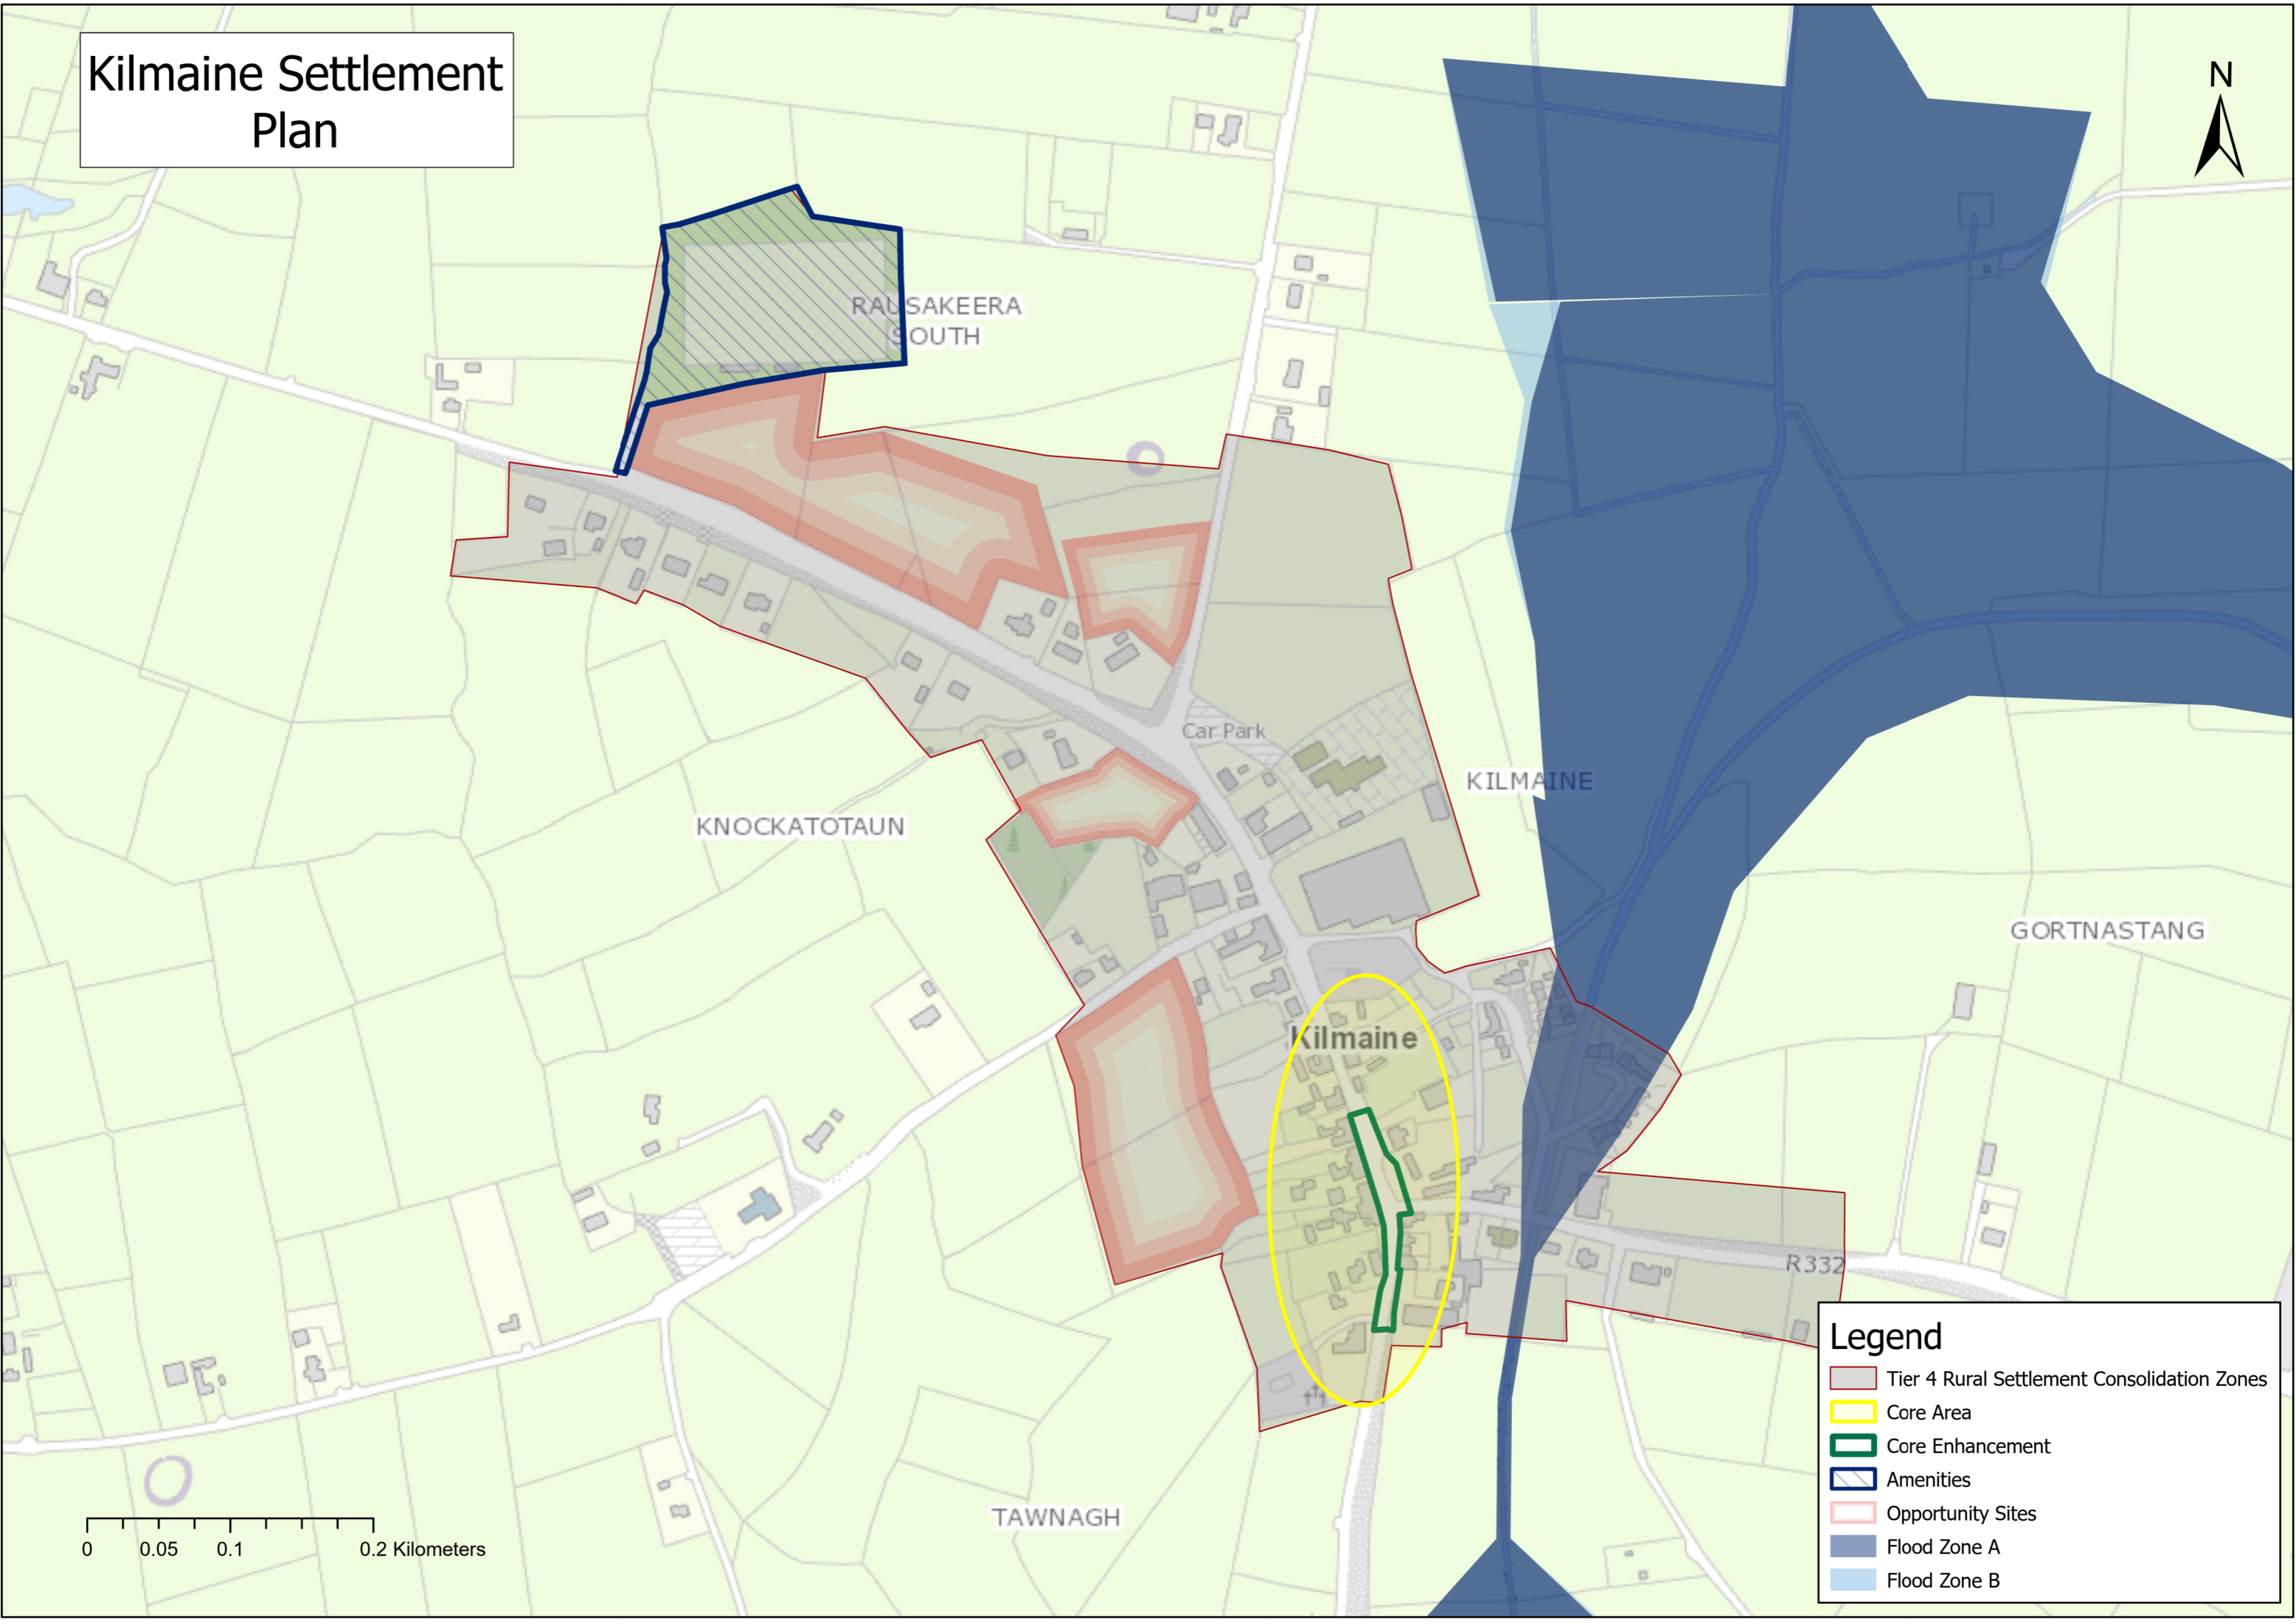 Kilmaine Settlement
Plan
N
RAUSAKEERA
SOUTH
Car Park
KILMAINE
KNOCKATOTAUN
GORTNASTANG
Kilmaine
R332
TAWNAGH
0 0.05 0.1 0.2 Kilometers
Legend
Tier 4 Rural Settlement Consolidation Zones
Core Area
Core Enhancement
Amenities
Opportunity Sites
Flood Zone A
Flood Zone B